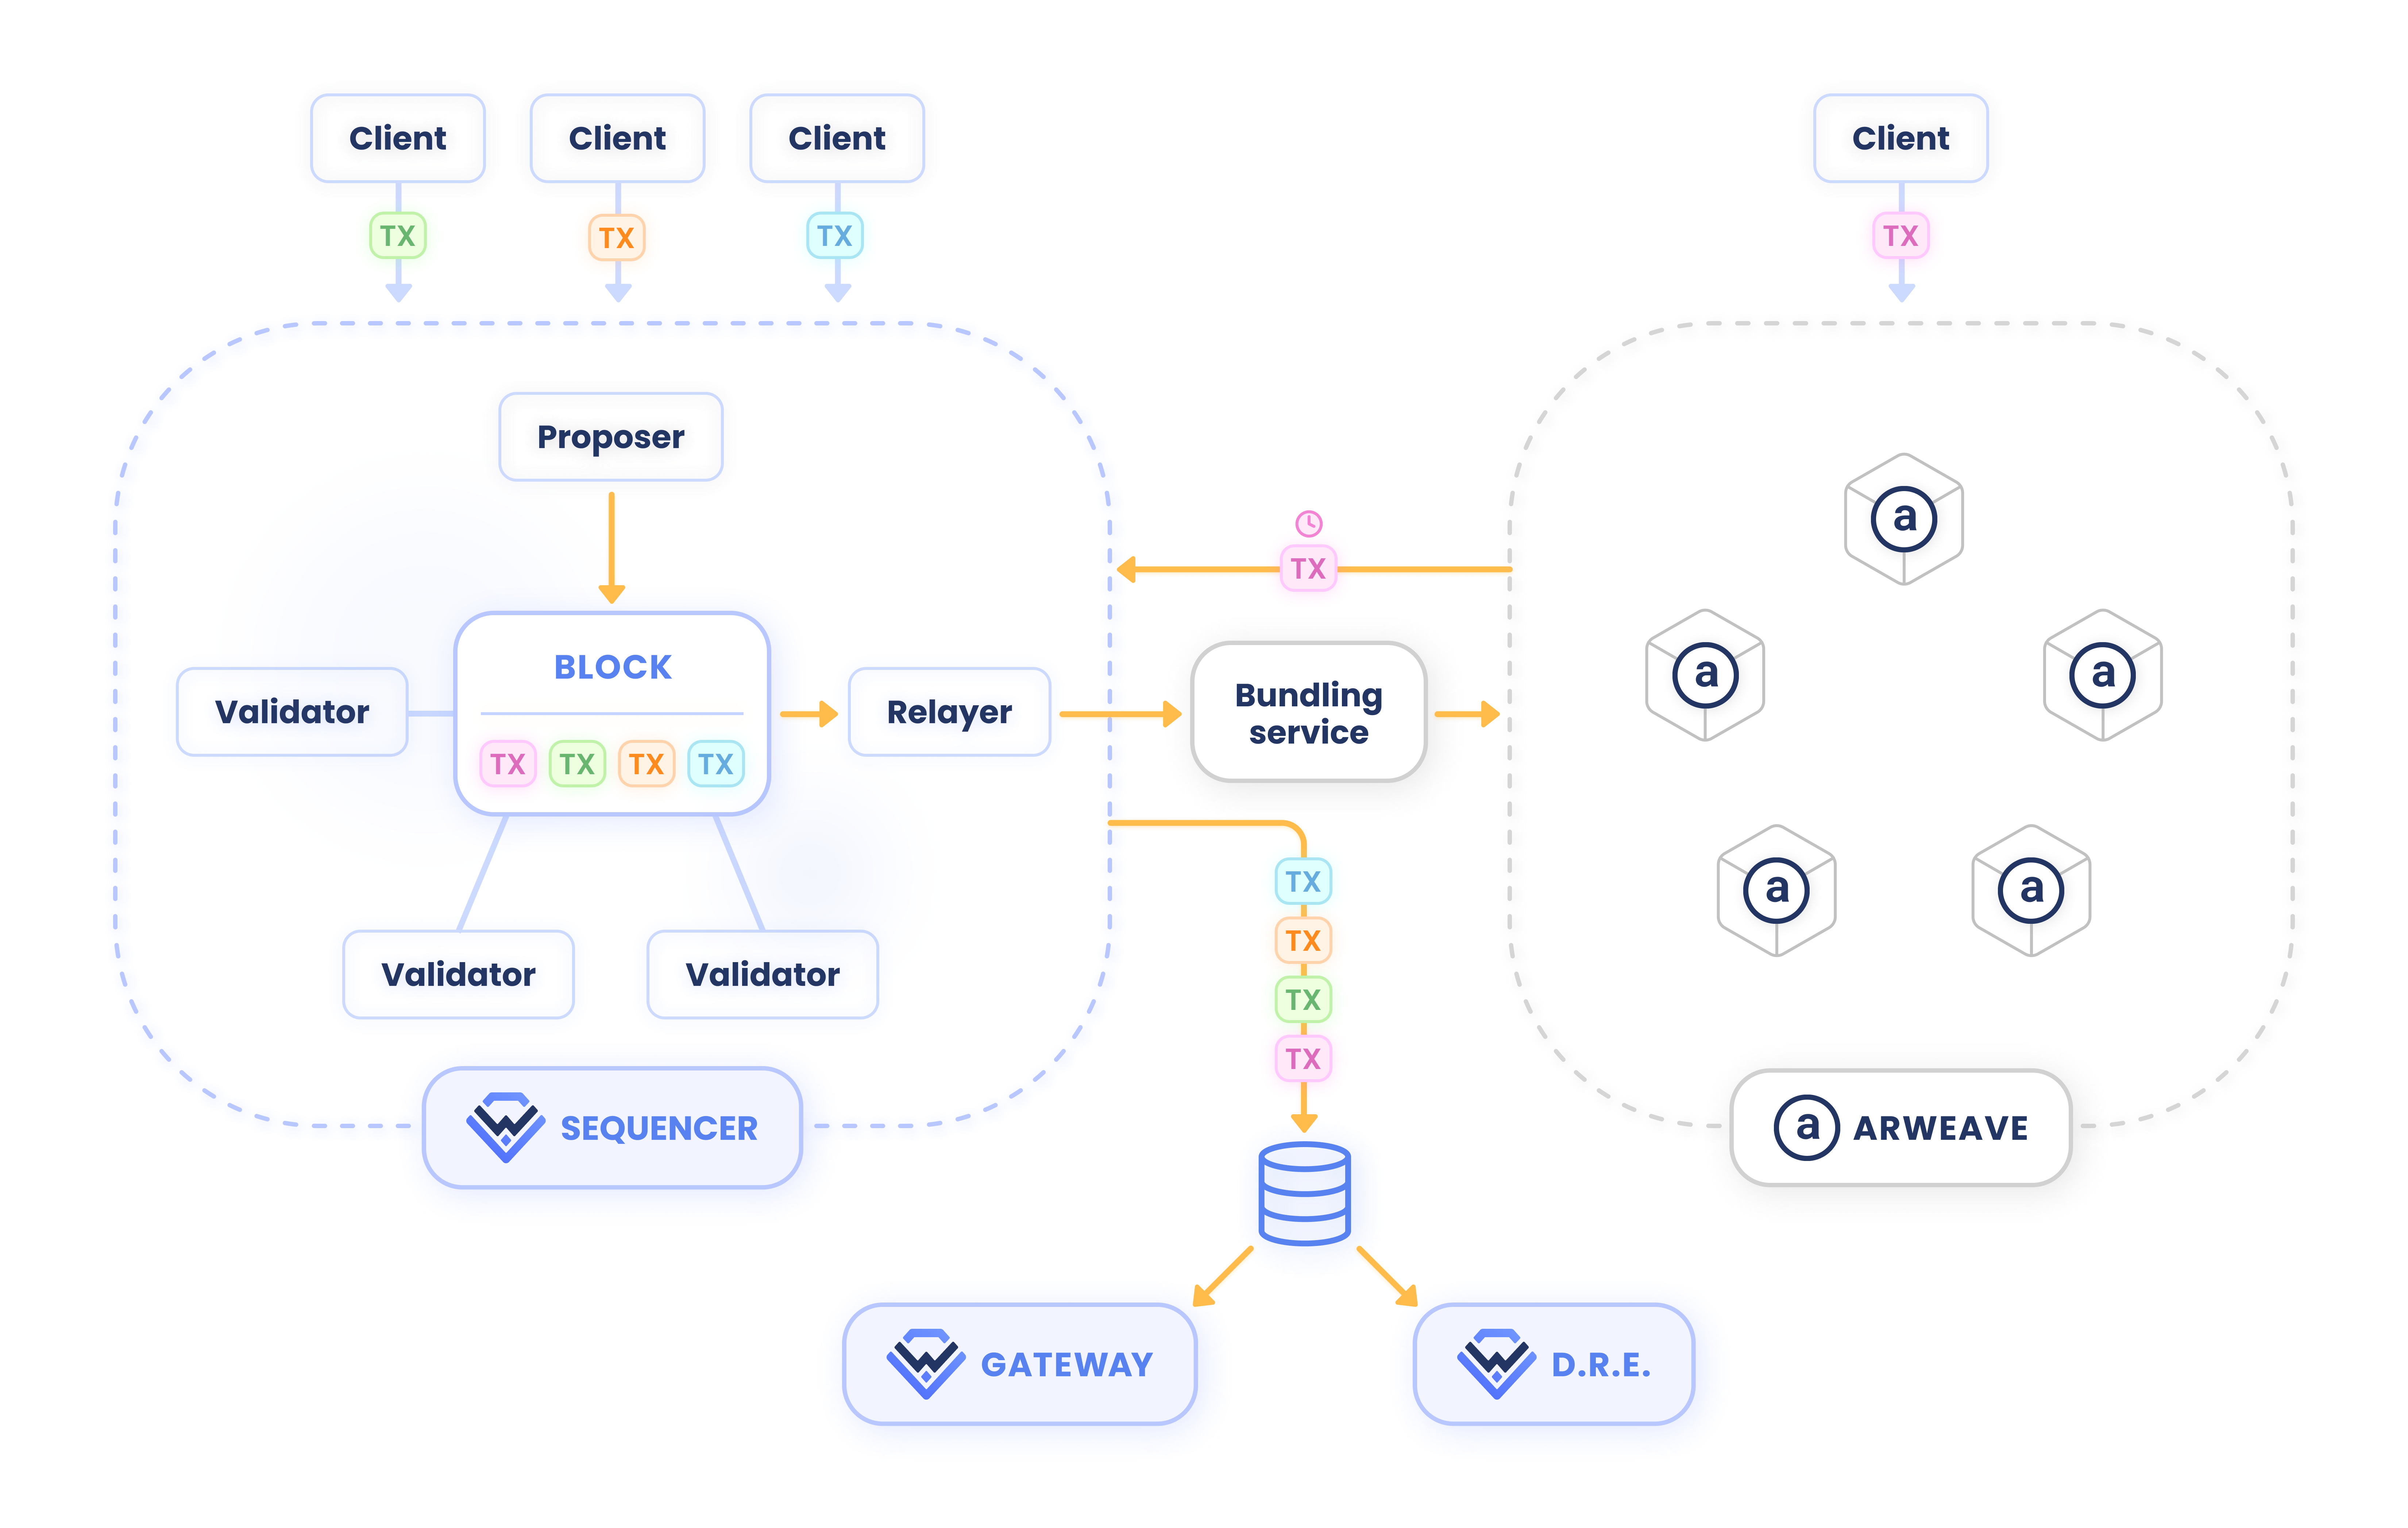 Client
Client
Client
Client
TX
TX
TX
TX
Proposer
TX
BLOCK
Validator
Relayer
Bundling
service
TX
TX
TX
TX
TX
TX
TX
TX
Validator
Validator
SEQUENCER
a
a
a
a
a
a
ARWEAVE
GATEWAY
D.R.E.